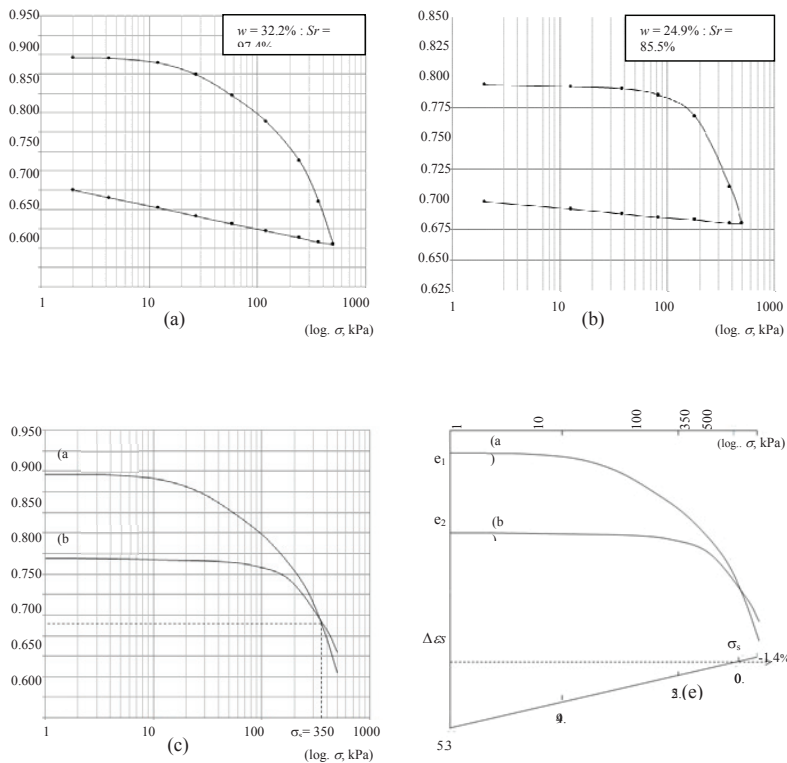 0.950
0.900
0.850
0.800
0.750
0.700
0.650
0.600
w = 32.2% : Sr =
97.4%
1 10 100 1000
(a)
(log. σ, kPa)
0.850
0.825
0.800
0.775
0.750
0.725
0.700
0.675
0.650
0.625
w = 24.9% : Sr =
85.5%
1 10 100 1000
(b)
(log. σ, kPa)
0.950
0.900
0.850
0.800
0.750
0.700
0.650
0.600
(a
(b
σs= 350
1 10 100 1000
(c)
(log. σ, kPa)
1 10 100 350 500
(log.. σ, kPa)
e1
(a
)
e2
(b
)
Δεs
σs
-1.4%
0.
(e)
53